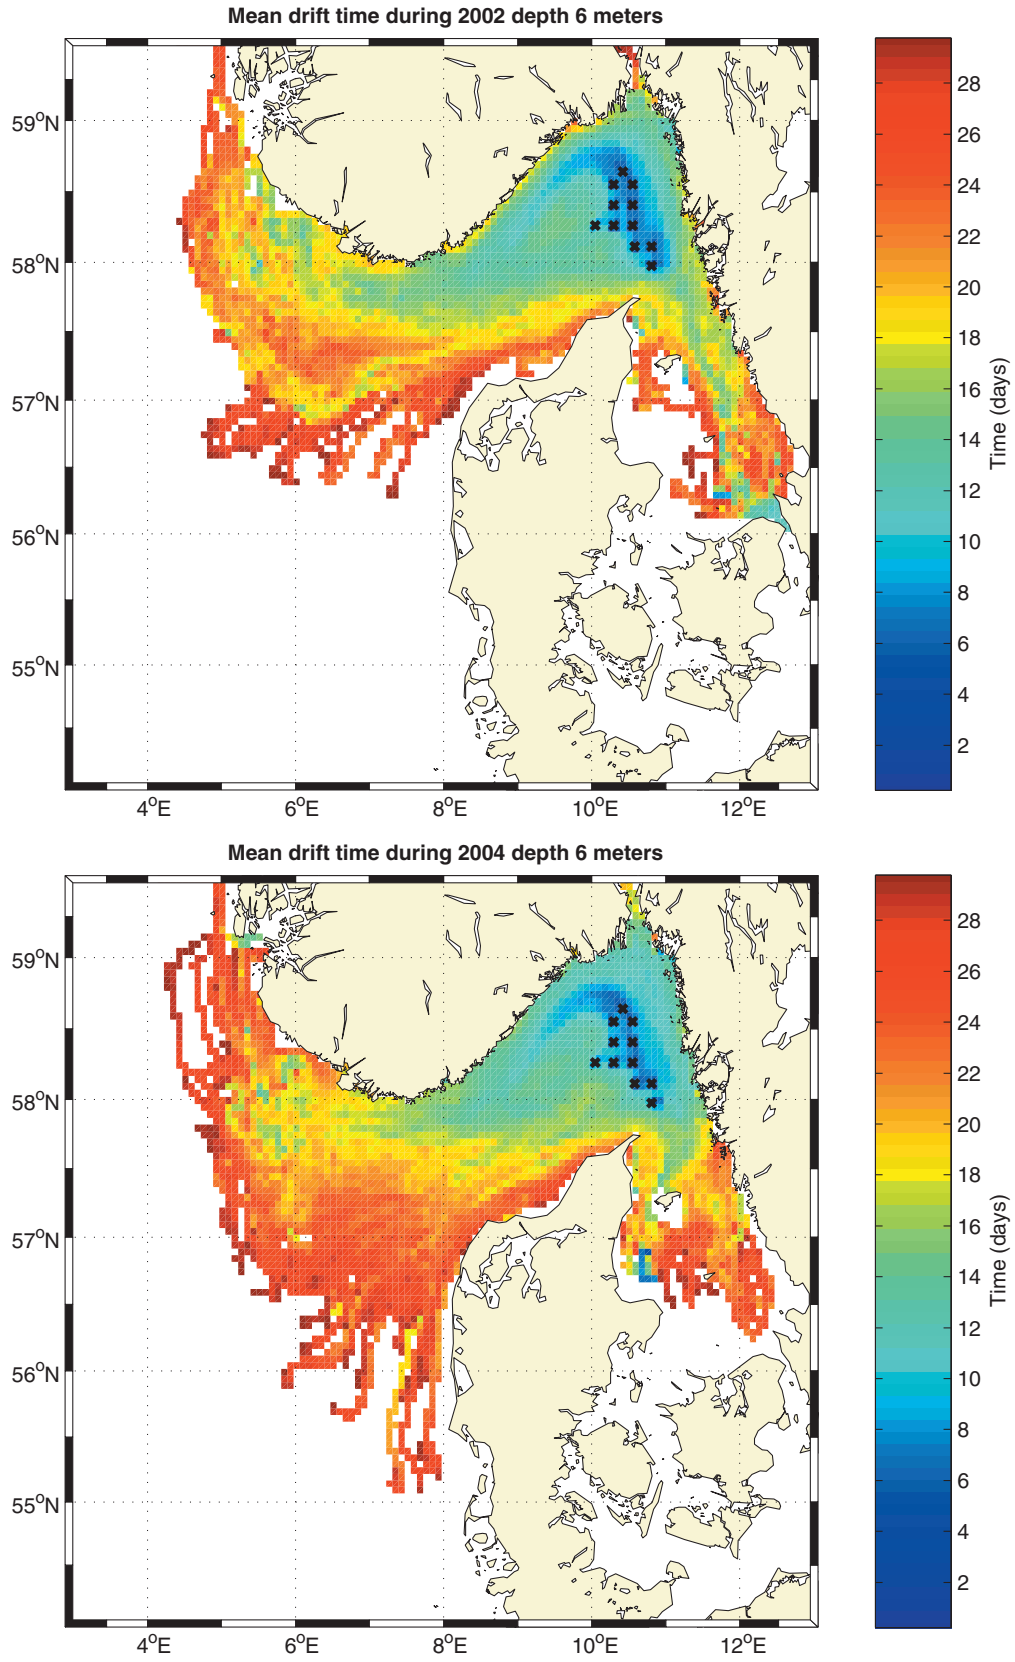 Mean drift time during 2002 depth 6 meters
59°N
58°N
57°N
56°N
55°N
4°E 6°E 8°E 10°E 12°E
28
26
24
22
20
18
16
14
12
10
8
6
4
2
Time (days)
Mean drift time during 2004 depth 6 meters
59°N
58°N
57°N
56°N
55°N
4°E 6°E 8°E 10°E 12°E
28
26
24
22
20
18
16
14
12
10
8
6
4
2
Time (days)